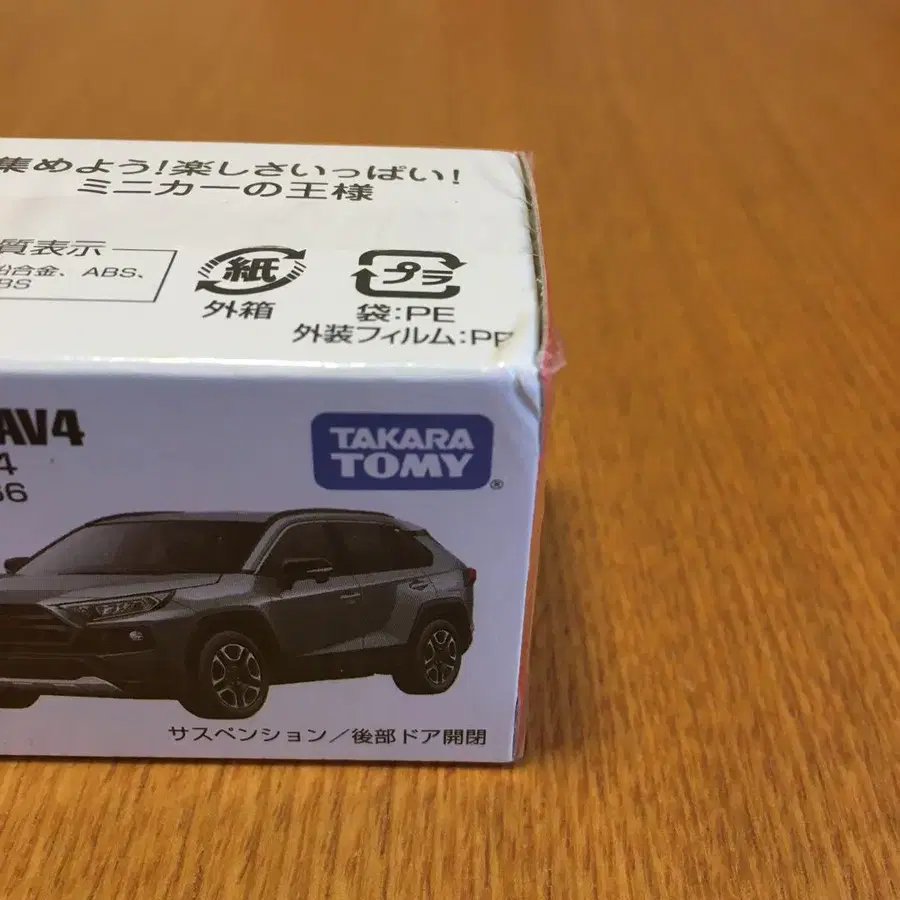 集めよう!楽しさいっぱい!
ミニカーの王様
質表示
鉛合金、ABS、
BS
紙
外箱
プラ
袋:PE
外装フィルム:PP
AV4
4
66
TAKARA
TOMY
®
サスペンション/後部ドア開閉